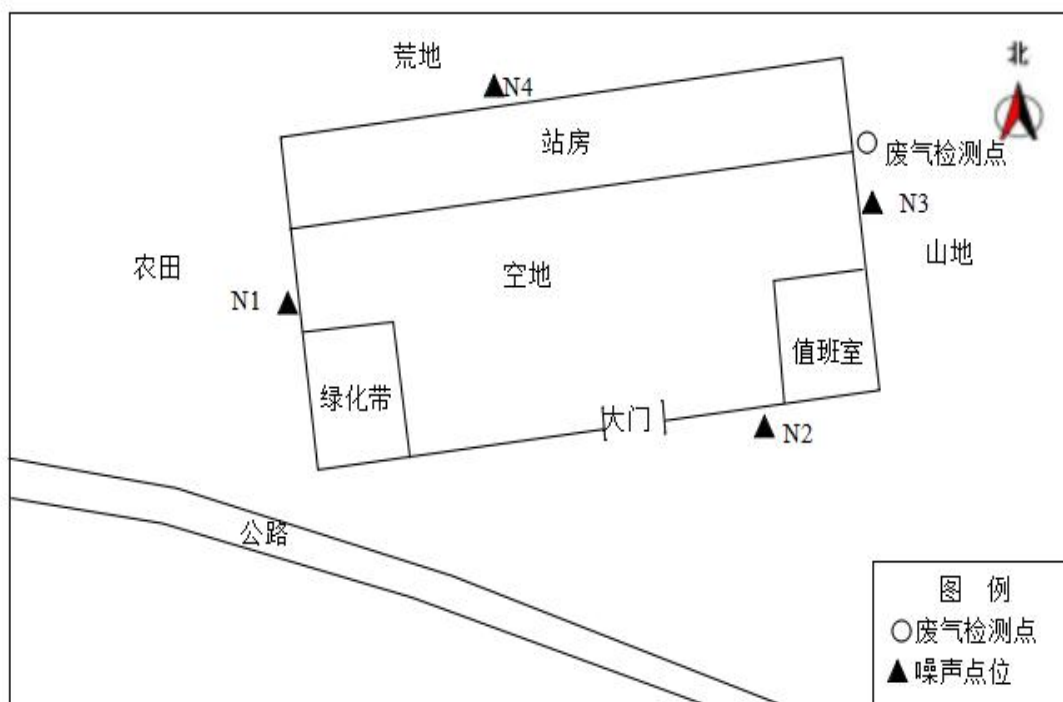 荒地
北
N4
站房
废气检测点
N3
山地
农田
空地
N1
值班室
绿化带
大门
N2
公路
图 例
废气检测点
噪声点位